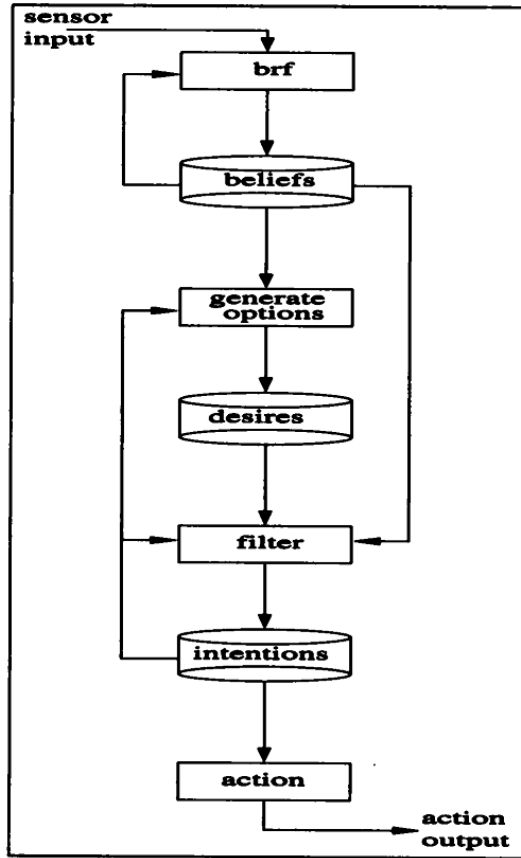 sensor
input
brf
beliefs
generate
options
desires
filter
intentions
action
action
output